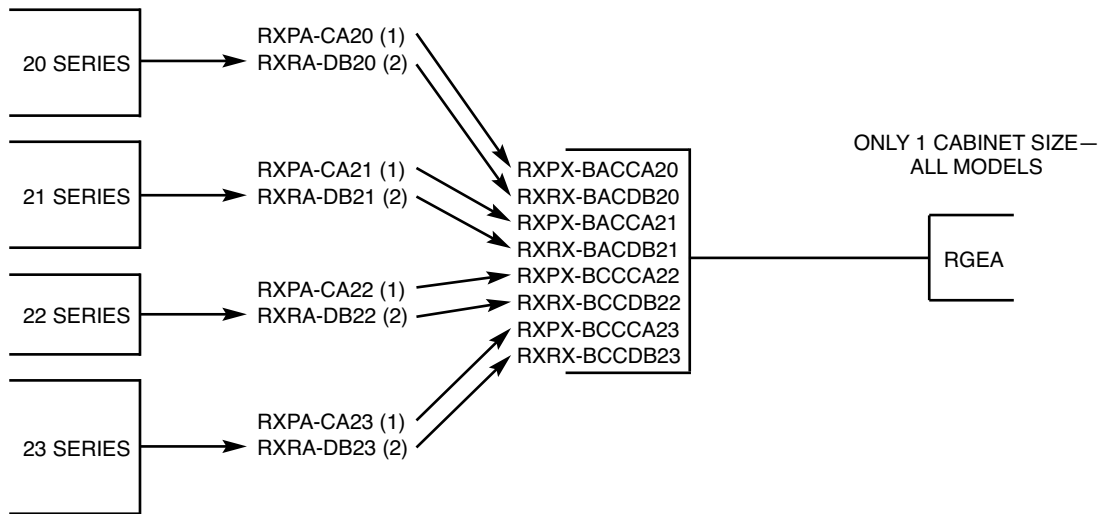 20 SERIES
RXPA-CA20 (1)
RXRA-DB20 (2)
21 SERIES
RXPA-CA21 (1)
RXRA-DB21 (2)
22 SERIES
RXPA-CA22 (1)
RXRA-DB22 (2)
23 SERIES
RXPA-CA23 (1)
RXRA-DB23 (2)
RXPX-BACCA20
RXRX-BACDB20
RXPX-BACCA21
RXRX-BACDB21
RXPX-BCCCA22
RXRX-BCCDB22
RXPX-BCCCA23
RXRX-BCCDB23
ONLY 1 CABINET SIZE—
ALL MODELS
RGEA